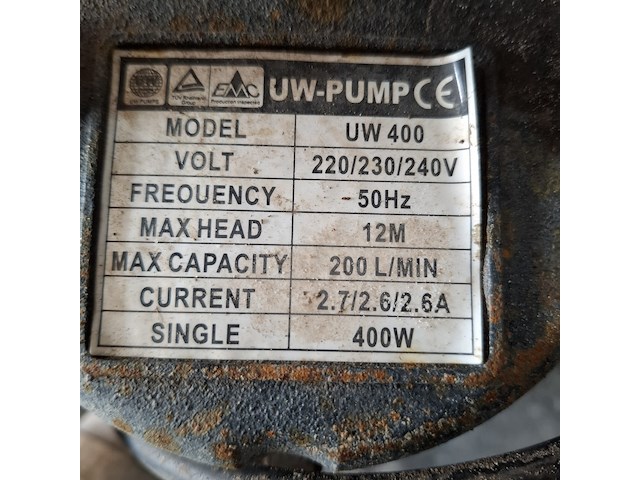 UW-PUMP CE
MODEL UW 400
VOLT 220/230/240V
FREOUENCY 50Hz
MAX HEAD 12M
MAX CAPACITY 200 L/MIN
CURRENT 2.7/2.6/2.6A
SINGLE 400W